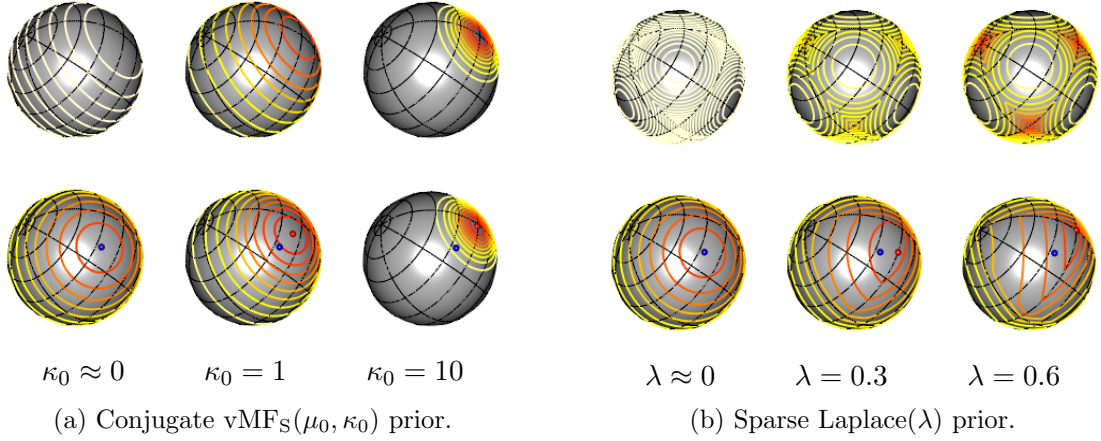 κ₀ ≈ 0 κ₀ = 1 κ₀ = 10
λ ≈ 0 λ = 0.3 λ = 0.6
(a) Conjugate vMF_S(μ₀, κ₀) prior.
(b) Sparse Laplace(λ) prior.